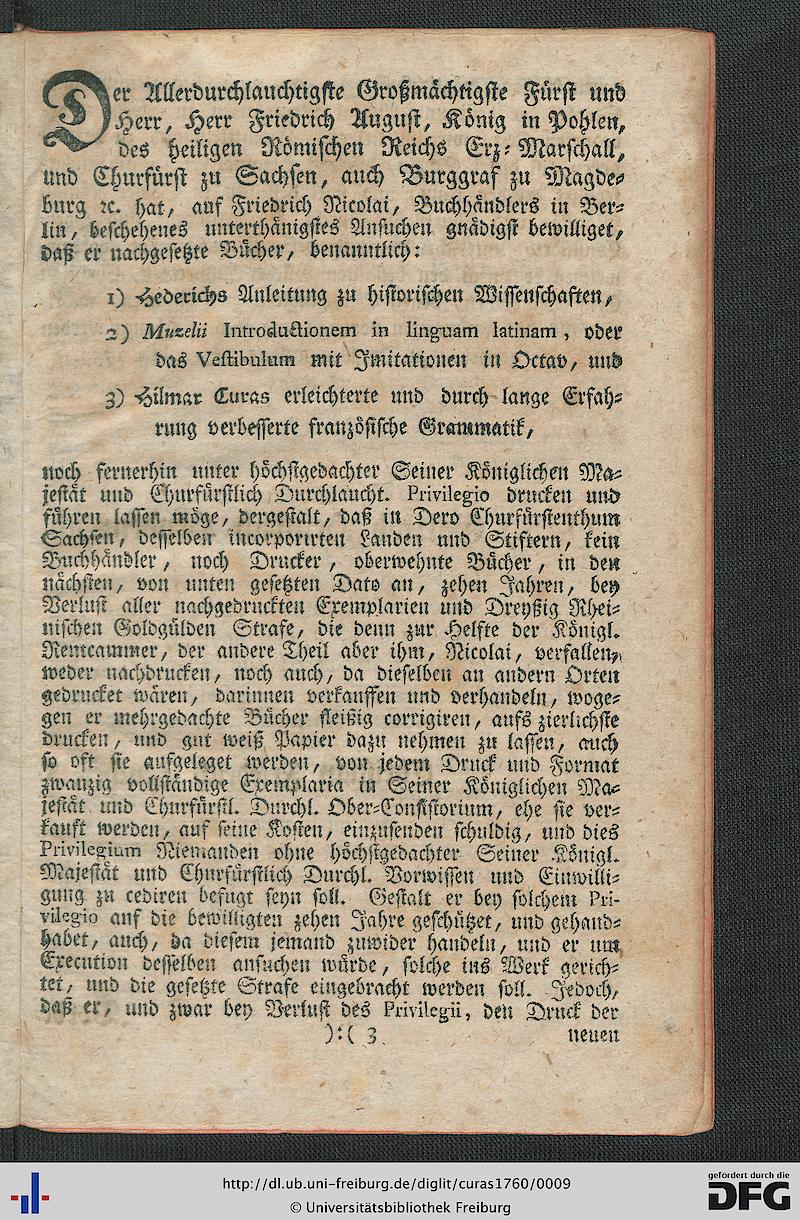 Der Allerdurchlauchtigste Großmächtigste Fürst und
Herr, Herr Friedrich August, König in Pohlen,
des heiligen Römischen Reichs Erz-Marschall,
und Churfürst zu Sachsen, auch Burggraf zu Magde-
burg ꝛc. hat, auf Friedrich Nicolai, Buchhändlers in Ber-
lin, beschehenes unterthänigstes Ansuchen gnädigst bewilliget,
daß er nachgesetzte Bücher, benanntlich:
1) Hederichs Anleitung zu historischen Wissenschaften,
2) Muzelii Introductionem in linguam latinam, oder
das Vestibulum mit Imitationen in Octav, und
3) Hilmar Curas erleichterte und durch lange Erfah-
rung verbesserte französische Grammatik,
noch fernerhin unter höchstgedachter Seiner Königlichen Ma-
jestät und Churfürstlich Durchlaucht. Privilegio drucken und
führen lassen möge, dergestalt, daß in Dero Churfürstenthum
Sachsen, desselben incorporirten Landen und Stiftern, kein
Buchhändler, noch Drucker, oberwehnte Bücher, in den
nächsten, von unten gesetzten Dato an, zehen Jahren, bey
Verlust aller nachgedruckten Exemplarien und Dreyßig Rhei-
nischen Goldgülden Strafe, die denn zur Helfte der Königl.
Rentcammer, der andere Theil aber ihm, Nicolai, verfallen,
weder nachdrucken, noch auch, da dieselben an andern Orten
gedrucket wären, darinnen verkauffen und verhandeln, woge-
gen er mehrgedachte Bücher fleißig corrigiren, aufs zierlichste
drucken, und gut weiß Papier dazu nehmen zu lassen, auch
so oft sie aufgeleget werden, von jedem Druck und Format
zwanzig vollständige Exemplaria in Seiner Königlichen Ma-
jestät und Churfürstl. Durchl. Ober-Consistorium, ehe sie ver-
kauft werden, auf seine Kosten, einzusenden schuldig, und dies
Privilegium Niemanden ohne höchstgedachter Seiner Königl.
Majestät und Churfürstlich Durchl. Vorwissen und Einwilli-
gung zu cediren befugt seyn soll. Gestalt er bey solchem Pri-
vilegio auf die bewilligten zehen Jahre geschützet, und gehand-
habet, auch, da diesem jemand zuwider handeln, und er um
Execution desselben ansuchen würde, solche ins Werk gerich-
tet, und die gesetzte Strafe eingebracht werden soll. Jedoch,
daß er, und zwar bey Verlust des Privilegii, den Druck der
):( 3 neuen
http://dl.ub.uni-freiburg.de/diglit/curas1760/0009
© Universitätsbibliothek Freiburg
gefördert durch die
DFG